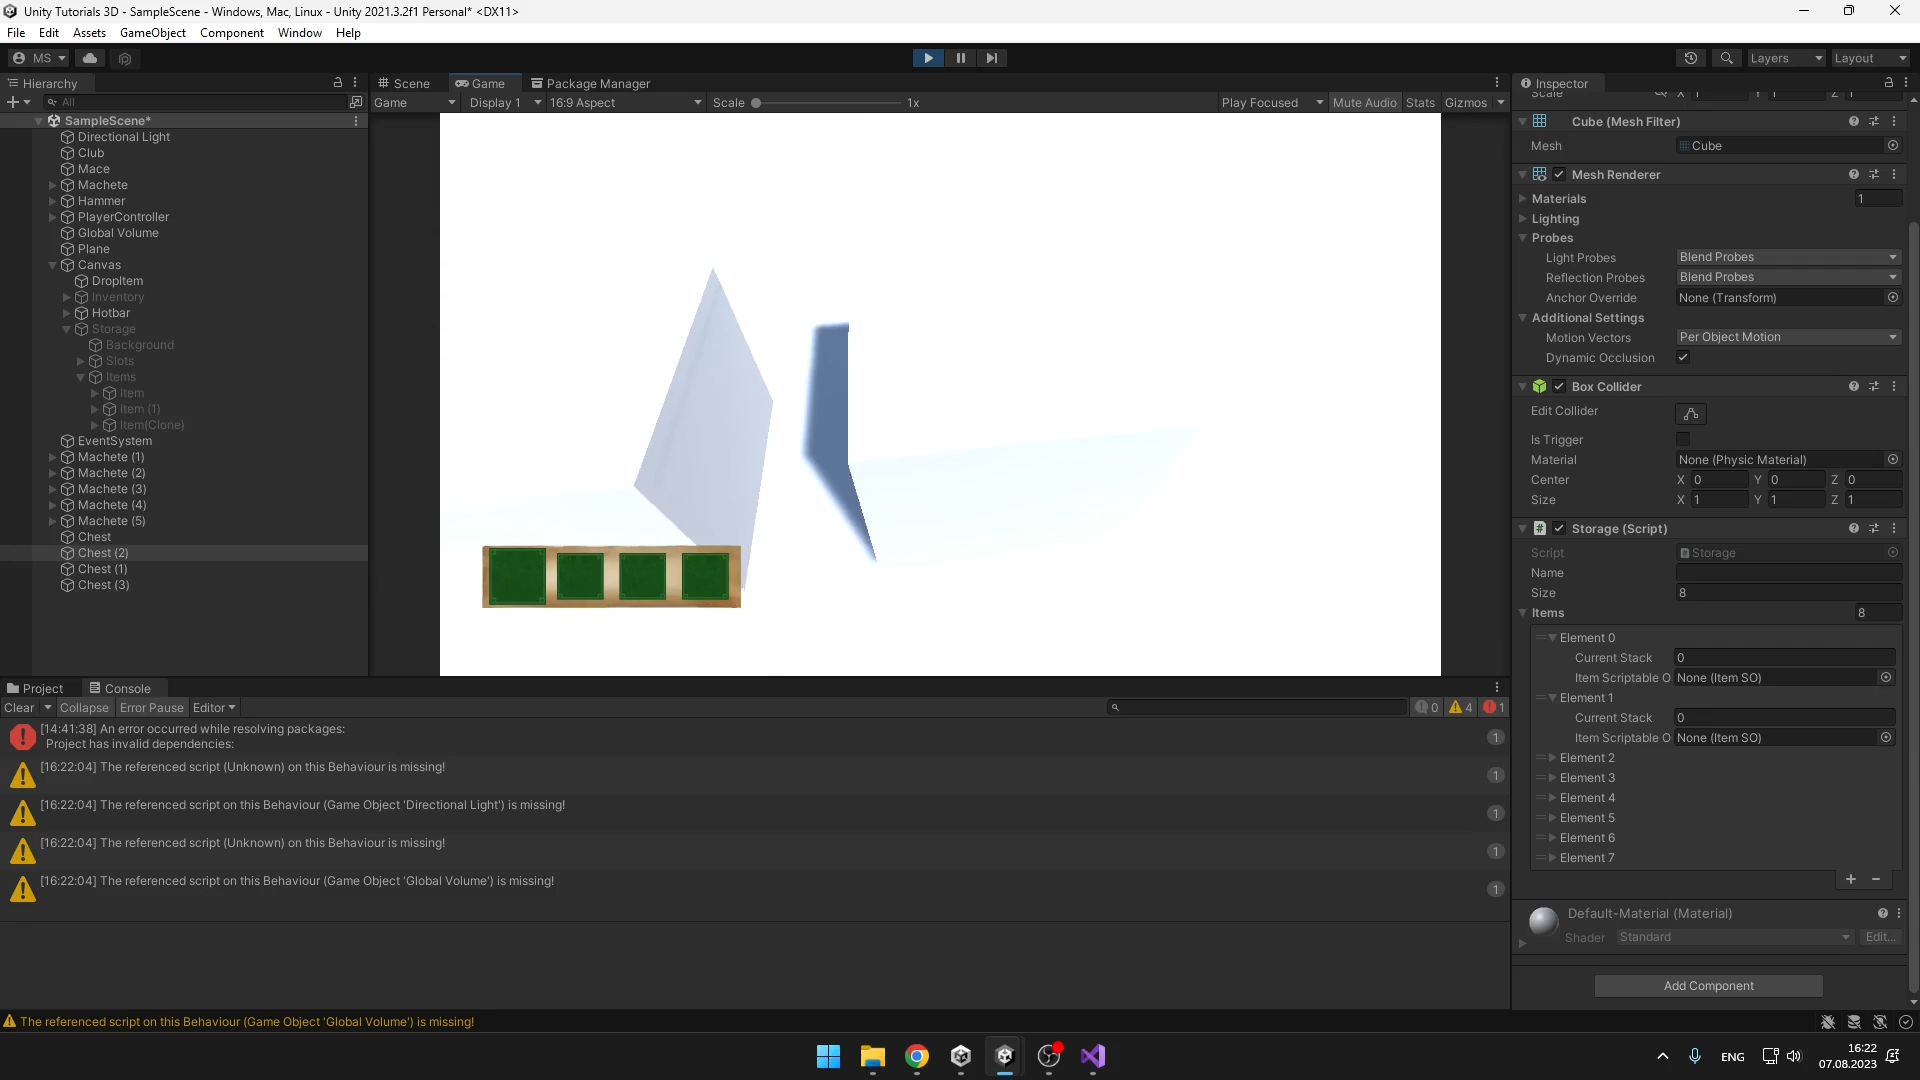 Unity Tutorials 3D - SampleScene - Windows, Mac, Linux - Unity 2021.3.2f1 Personal* <DX11>
File Edit Assets GameObject Component Window Help
MS Layers Layout
Hierarchy
All
SampleScene*
Directional Light
Club
Mace
Machete
Hammer
PlayerController
Global Volume
Plane
Canvas
DropItem
Inventory
Hotbar
Storage
Background
Slots
Items
Item
Item (1)
Item(Clone)
EventSystem
Machete (1)
Machete (2)
Machete (3)
Machete (4)
Machete (5)
Chest
Chest (2)
Chest (1)
Chest (3)
Scene Game Package Manager
Game Display 1 16:9 Aspect Scale 1x Play Focused Mute Audio Stats Gizmos
Inspector
Scale X 1 Y 1 Z 1
Cube (Mesh Filter)
Mesh Cube
Mesh Renderer
Materials 1
Lighting
Probes
Light Probes Blend Probes
Reflection Probes Blend Probes
Anchor Override None (Transform)
Additional Settings
Motion Vectors Per Object Motion
Dynamic Occlusion
Box Collider
Edit Collider
Is Trigger
Material None (Physic Material)
Center X 0 Y 0 Z 0
Size X 1 Y 1 Z 1
Storage (Script)
Script Storage
Name
Size 8
Items 8
Element 0
Current Stack 0
Item Scriptable O None (Item SO)
Element 1
Current Stack 0
Item Scriptable O None (Item SO)
Element 2
Element 3
Element 4
Element 5
Element 6
Element 7
+ -
Default-Material (Material)
Shader Standard Edit...
Add Component
Project Console
Clear Collapse Error Pause Editor 0 4 1
[14:41:38] An error occurred while resolving packages:
Project has invalid dependencies:
1
[16:22:04] The referenced script (Unknown) on this Behaviour is missing!
1
[16:22:04] The referenced script on this Behaviour (Game Object 'Directional Light') is missing!
1
[16:22:04] The referenced script (Unknown) on this Behaviour is missing!
1
[16:22:04] The referenced script on this Behaviour (Game Object 'Global Volume') is missing!
1
The referenced script on this Behaviour (Game Object 'Global Volume') is missing!
ENG
16:22
07.08.2023